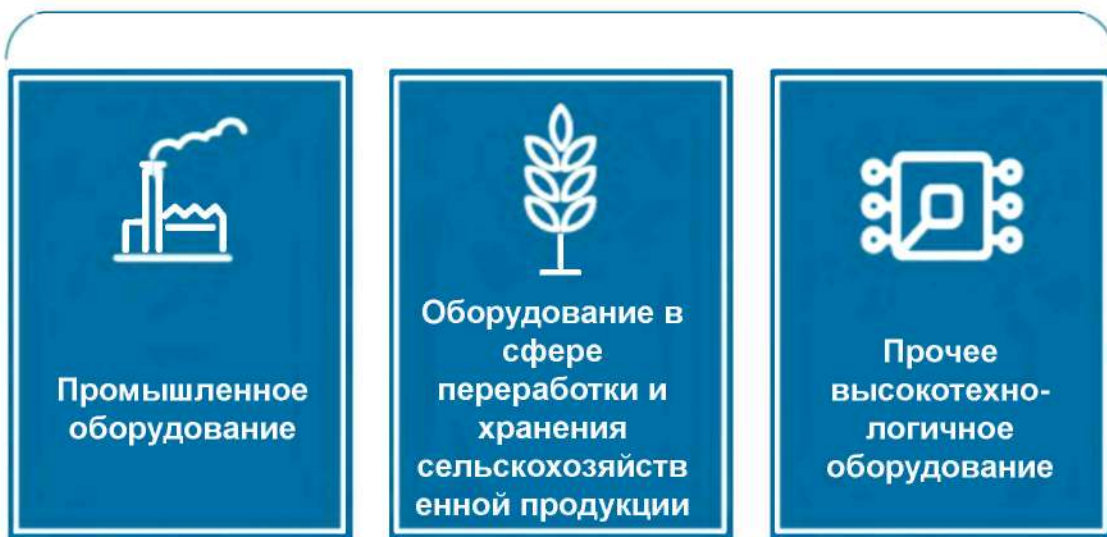 Промышленное
оборудование
Оборудование в
сфере
переработки и
хранения
сельскохозяйств
енной продукции
Прочее
высокотехно-
логичное
оборудование